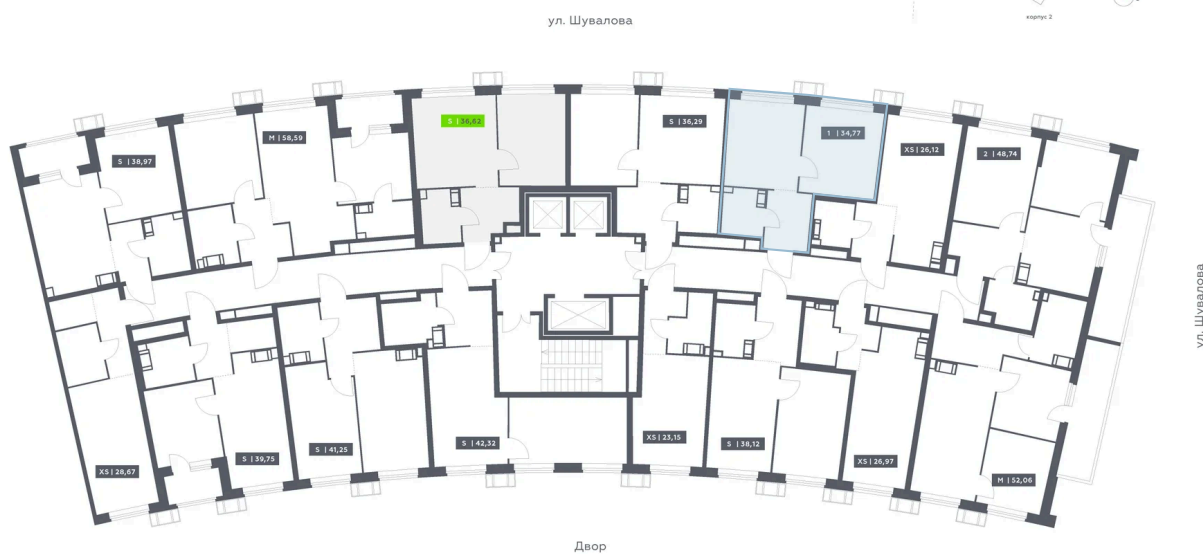 корпус 2
ул. Шувалова
S | 38,97
M | 58,59
S | 36,62
S | 36,29
1 | 34,77
XS | 26,12
2 | 48,74
ул. Шувалова
XS | 28,67
S | 39,75
S | 41,25
S | 42,32
XS | 23,15
S | 38,12
XS | 26,97
M | 52,06
Двор